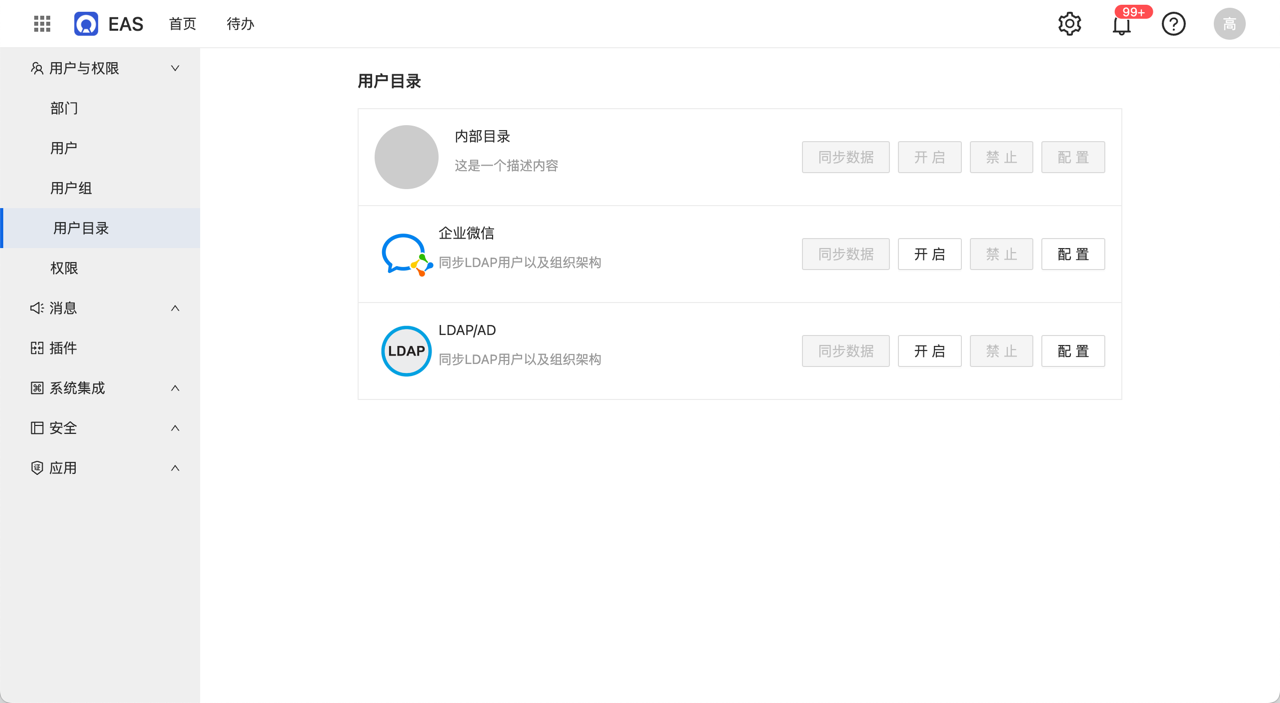 EAS 首页 待办 99+ 高
用户与权限
部门
用户
用户组
用户目录
权限
消息
插件
系统集成
安全
应用
用户目录
内部目录
这是一个描述内容
同步数据 开启 禁止 配置
企业微信
同步LDAP用户以及组织架构
同步数据 开启 禁止 配置
LDAP
LDAP/AD
同步LDAP用户以及组织架构
同步数据 开启 禁止 配置